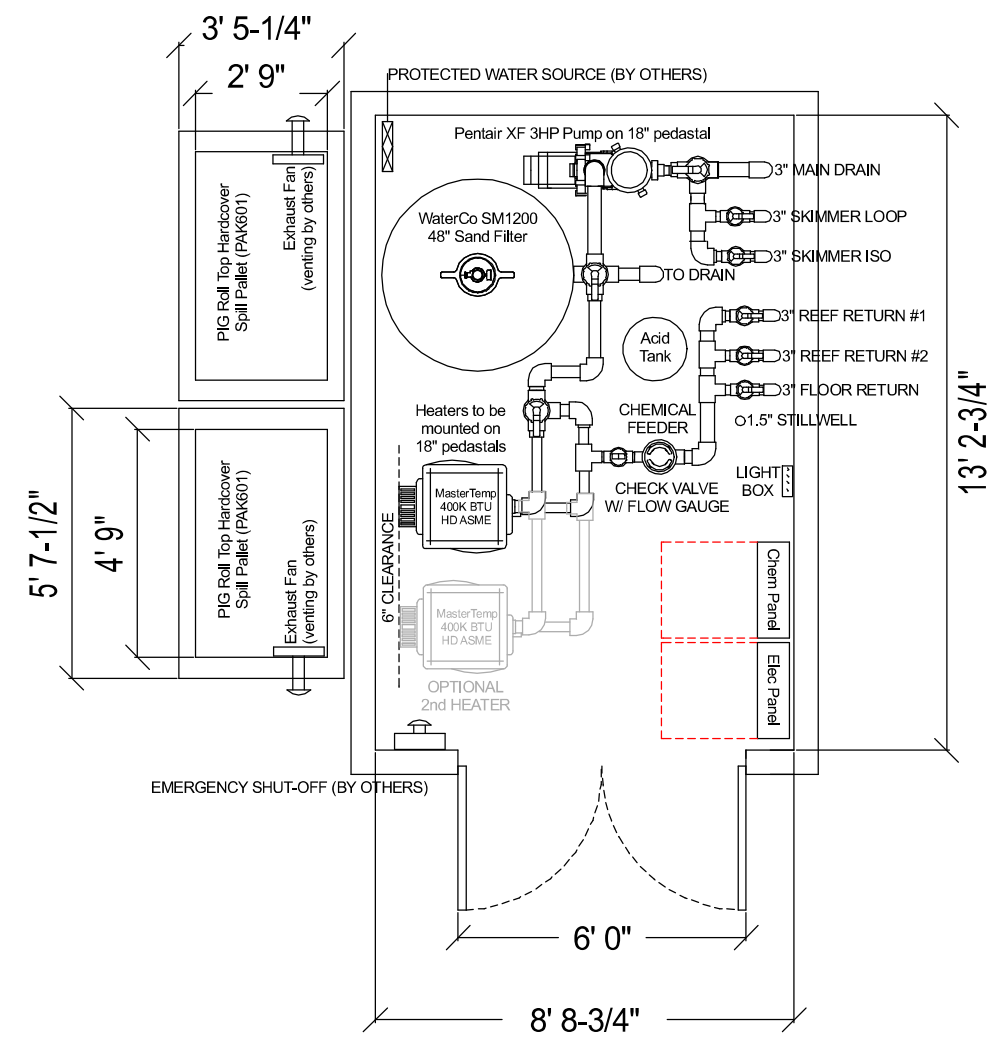 3' 5-1/4"
2' 9"
PROTECTED WATER SOURCE (BY OTHERS)
Pentair XF 3HP Pump on 18" pedastal
3" MAIN DRAIN
3" SKIMMER LOOP
3" SKIMMER ISO
WaterCo SM1200
48" Sand Filter
TO DRAIN
PIG Roll Top Hardcover
Spill Pallet (PAK601)
Exhaust Fan
(venting by others)
3" REEF RETURN #1
3" REEF RETURN #2
3" FLOOR RETURN
1.5" STILLWELL
Acid
Tank
13' 2-3/4"
Heaters to be
mounted on
18" pedastals
CHEMICAL
FEEDER
CHECK VALVE
W/ FLOW GAUGE
LIGHT
BOX
MasterTemp
400K BTU
HD ASME
6" CLEARANCE
5' 7-1/2"
4' 9"
PIG Roll Top Hardcover
Spill Pallet (PAK601)
Exhaust Fan
(venting by others)
MasterTemp
400K BTU
HD ASME
OPTIONAL
2nd HEATER
Chem Panel
Elec Panel
EMERGENCY SHUT-OFF (BY OTHERS)
6' 0"
8' 8-3/4"